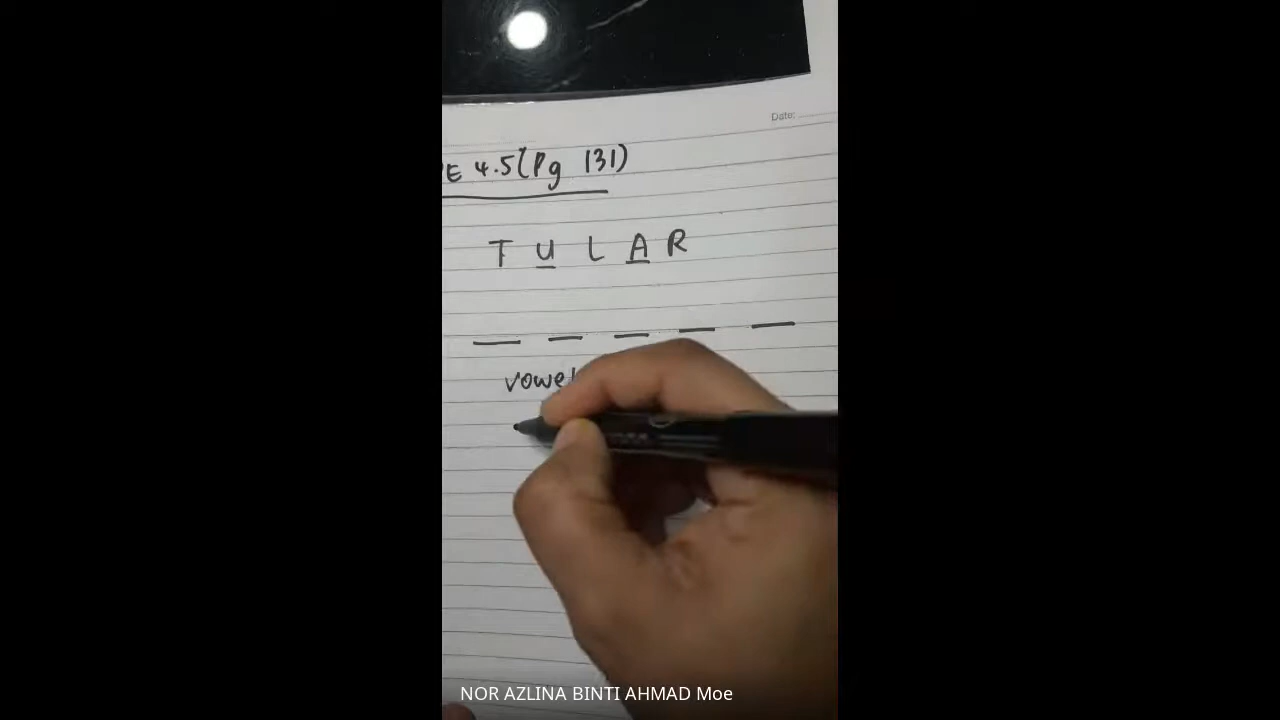 Date:
E 4.5 (Pg 131)
T U L A R
vowel
NOR AZLINA BINTI AHMAD Moe